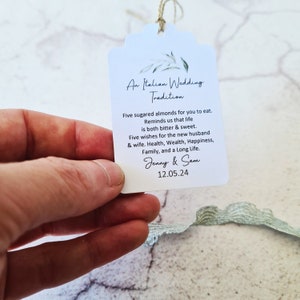 An Italian Wedding
Tradition
Five sugared almonds for you to eat.
Reminds us that life
is both bitter & sweet.
Five wishes for the new husband
& wife. Health, Wealth, Happiness,
Family, and a Long Life.
Jenny & Sam
12.05.24